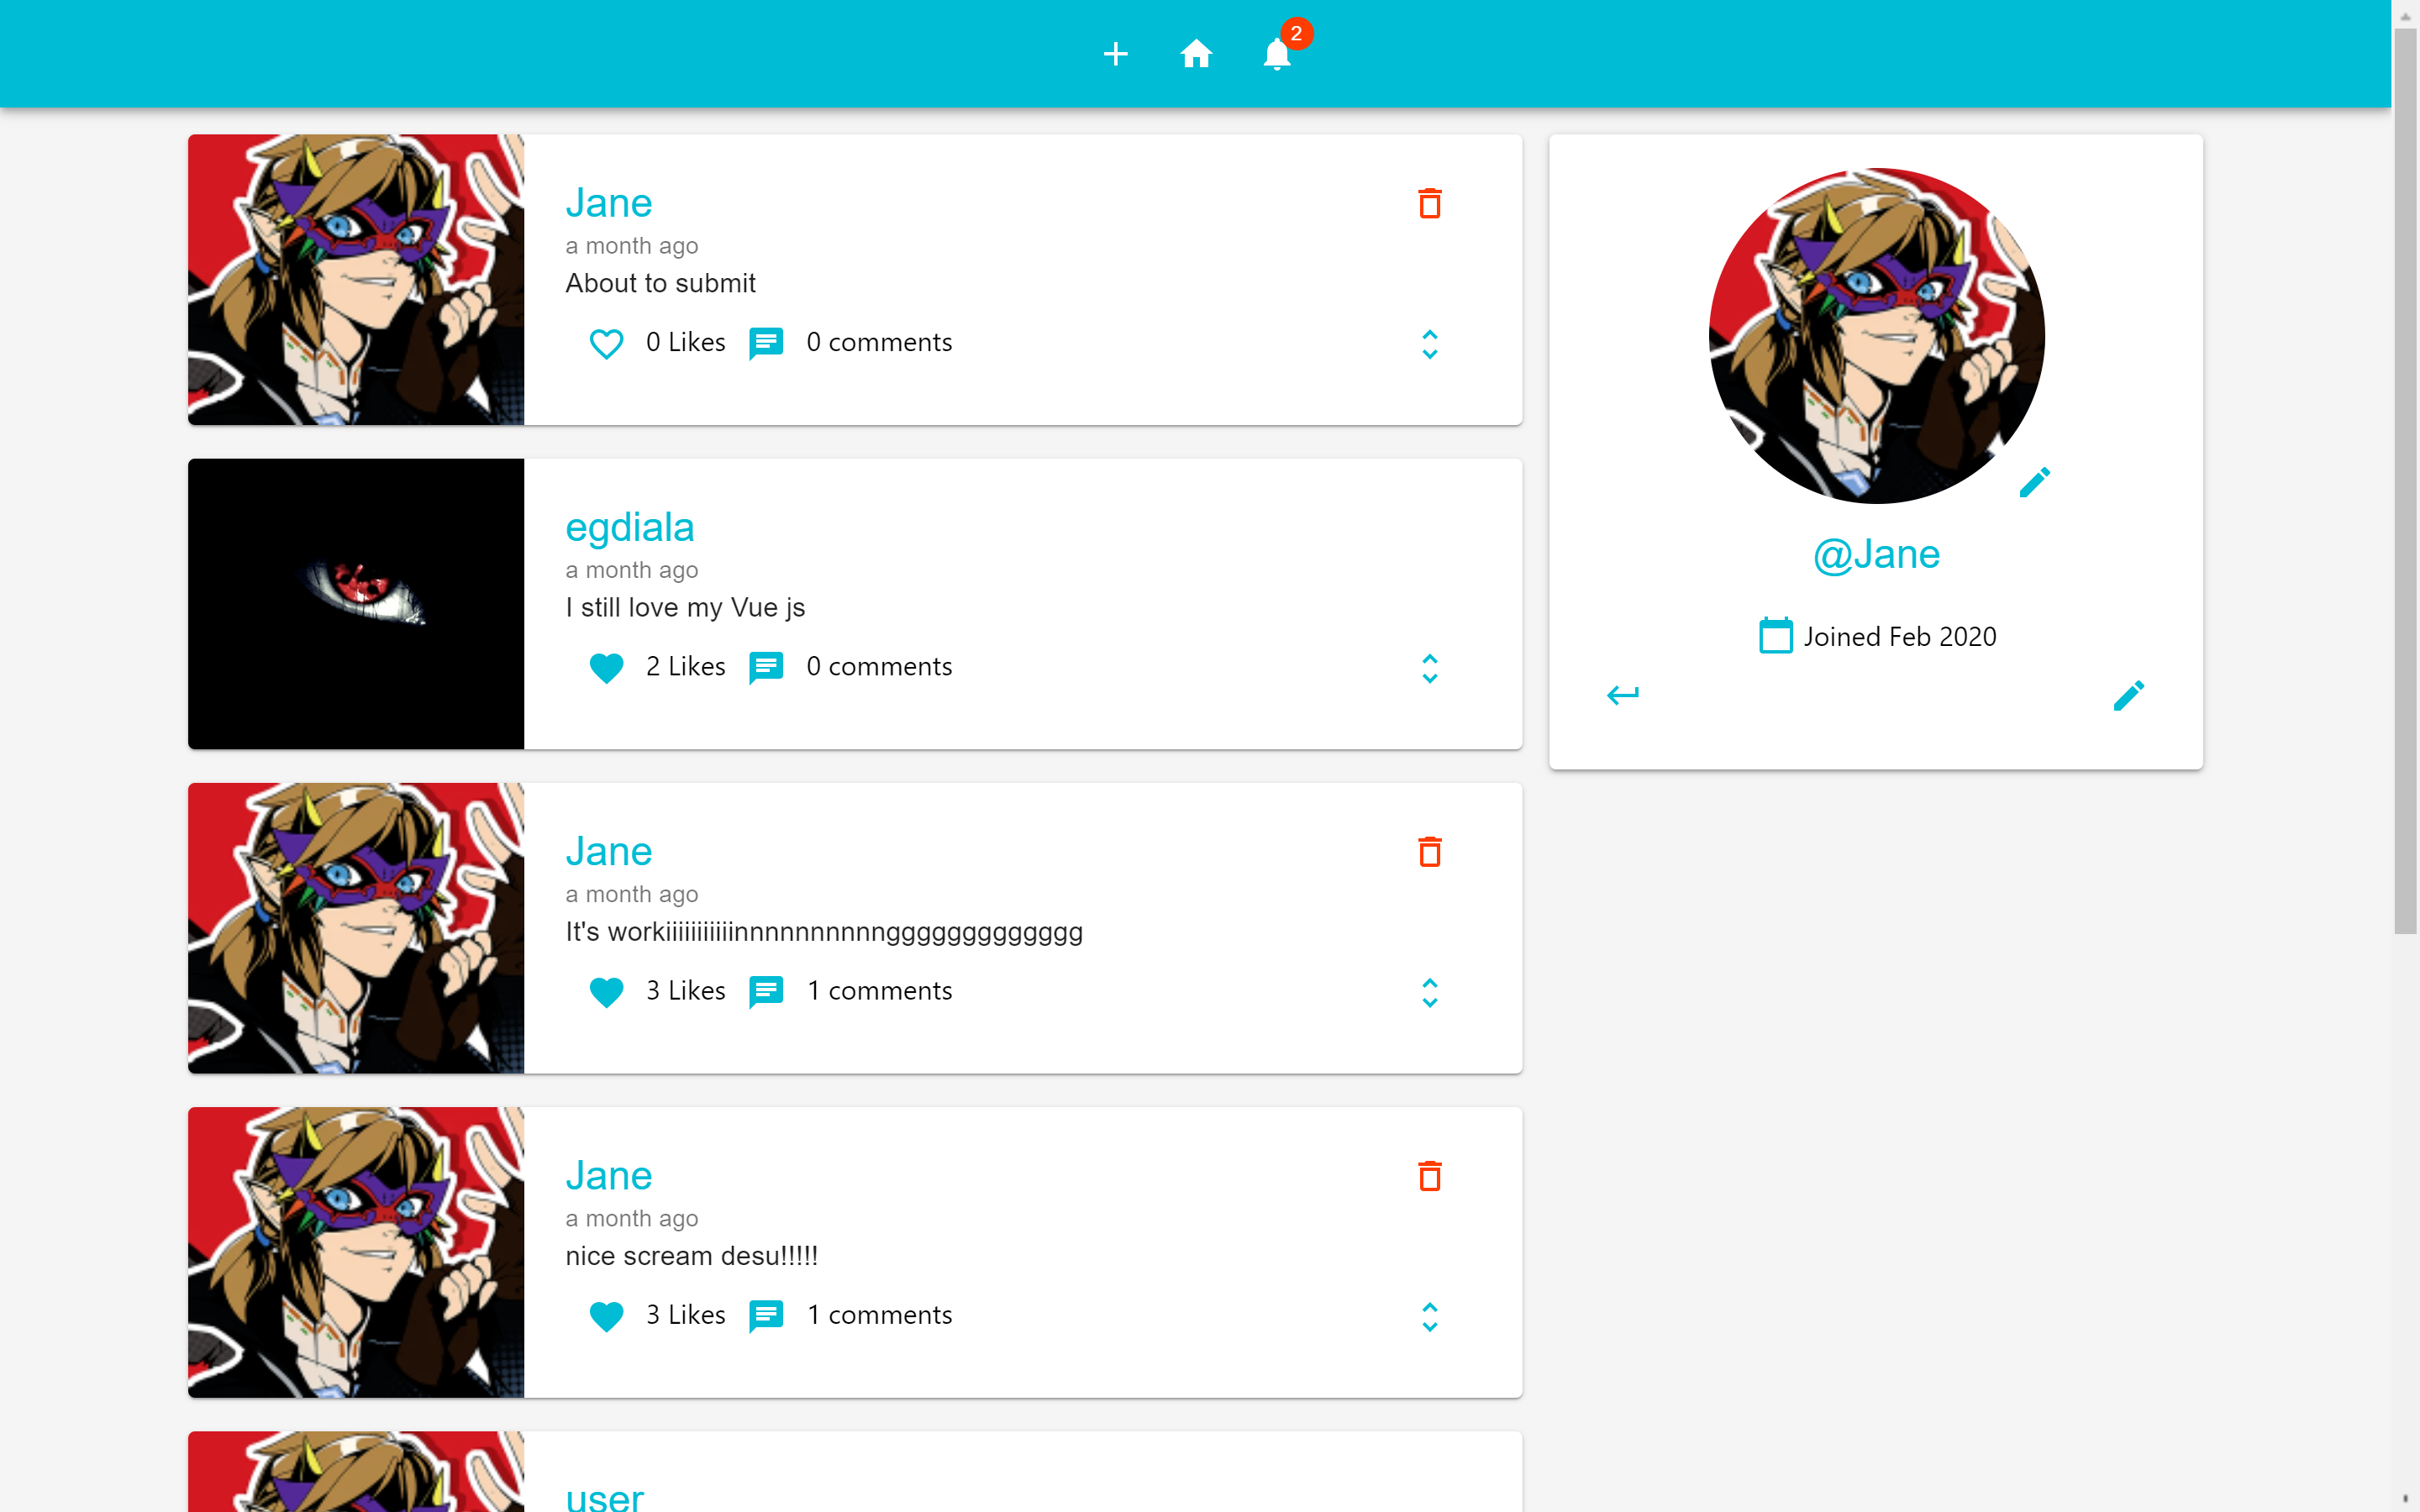 2
Jane
a month ago
About to submit
0 Likes 0 comments
egdiala
a month ago
I still love my Vue js
2 Likes 0 comments
Jane
a month ago
It's workiiiiiiiiiiinnnnnnnnnnggggggggggggg
3 Likes 1 comments
Jane
a month ago
nice scream desu!!!!!
3 Likes 1 comments
user
@Jane
Joined Feb 2020